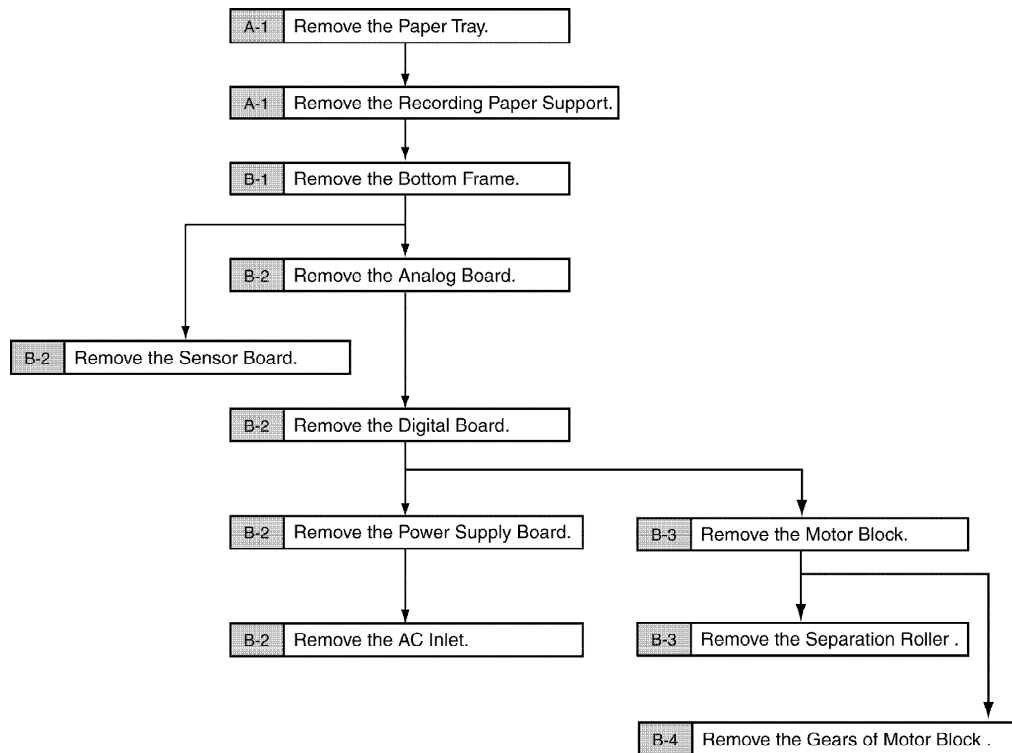 A-1 Remove the Paper Tray.
A-1 Remove the Recording Paper Support.
B-1 Remove the Bottom Frame.
B-2 Remove the Analog Board.
B-2 Remove the Sensor Board.
B-2 Remove the Digital Board.
B-2 Remove the Power Supply Board.
B-3 Remove the Motor Block.
B-2 Remove the AC Inlet.
B-3 Remove the Separation Roller .
B-4 Remove the Gears of Motor Block .